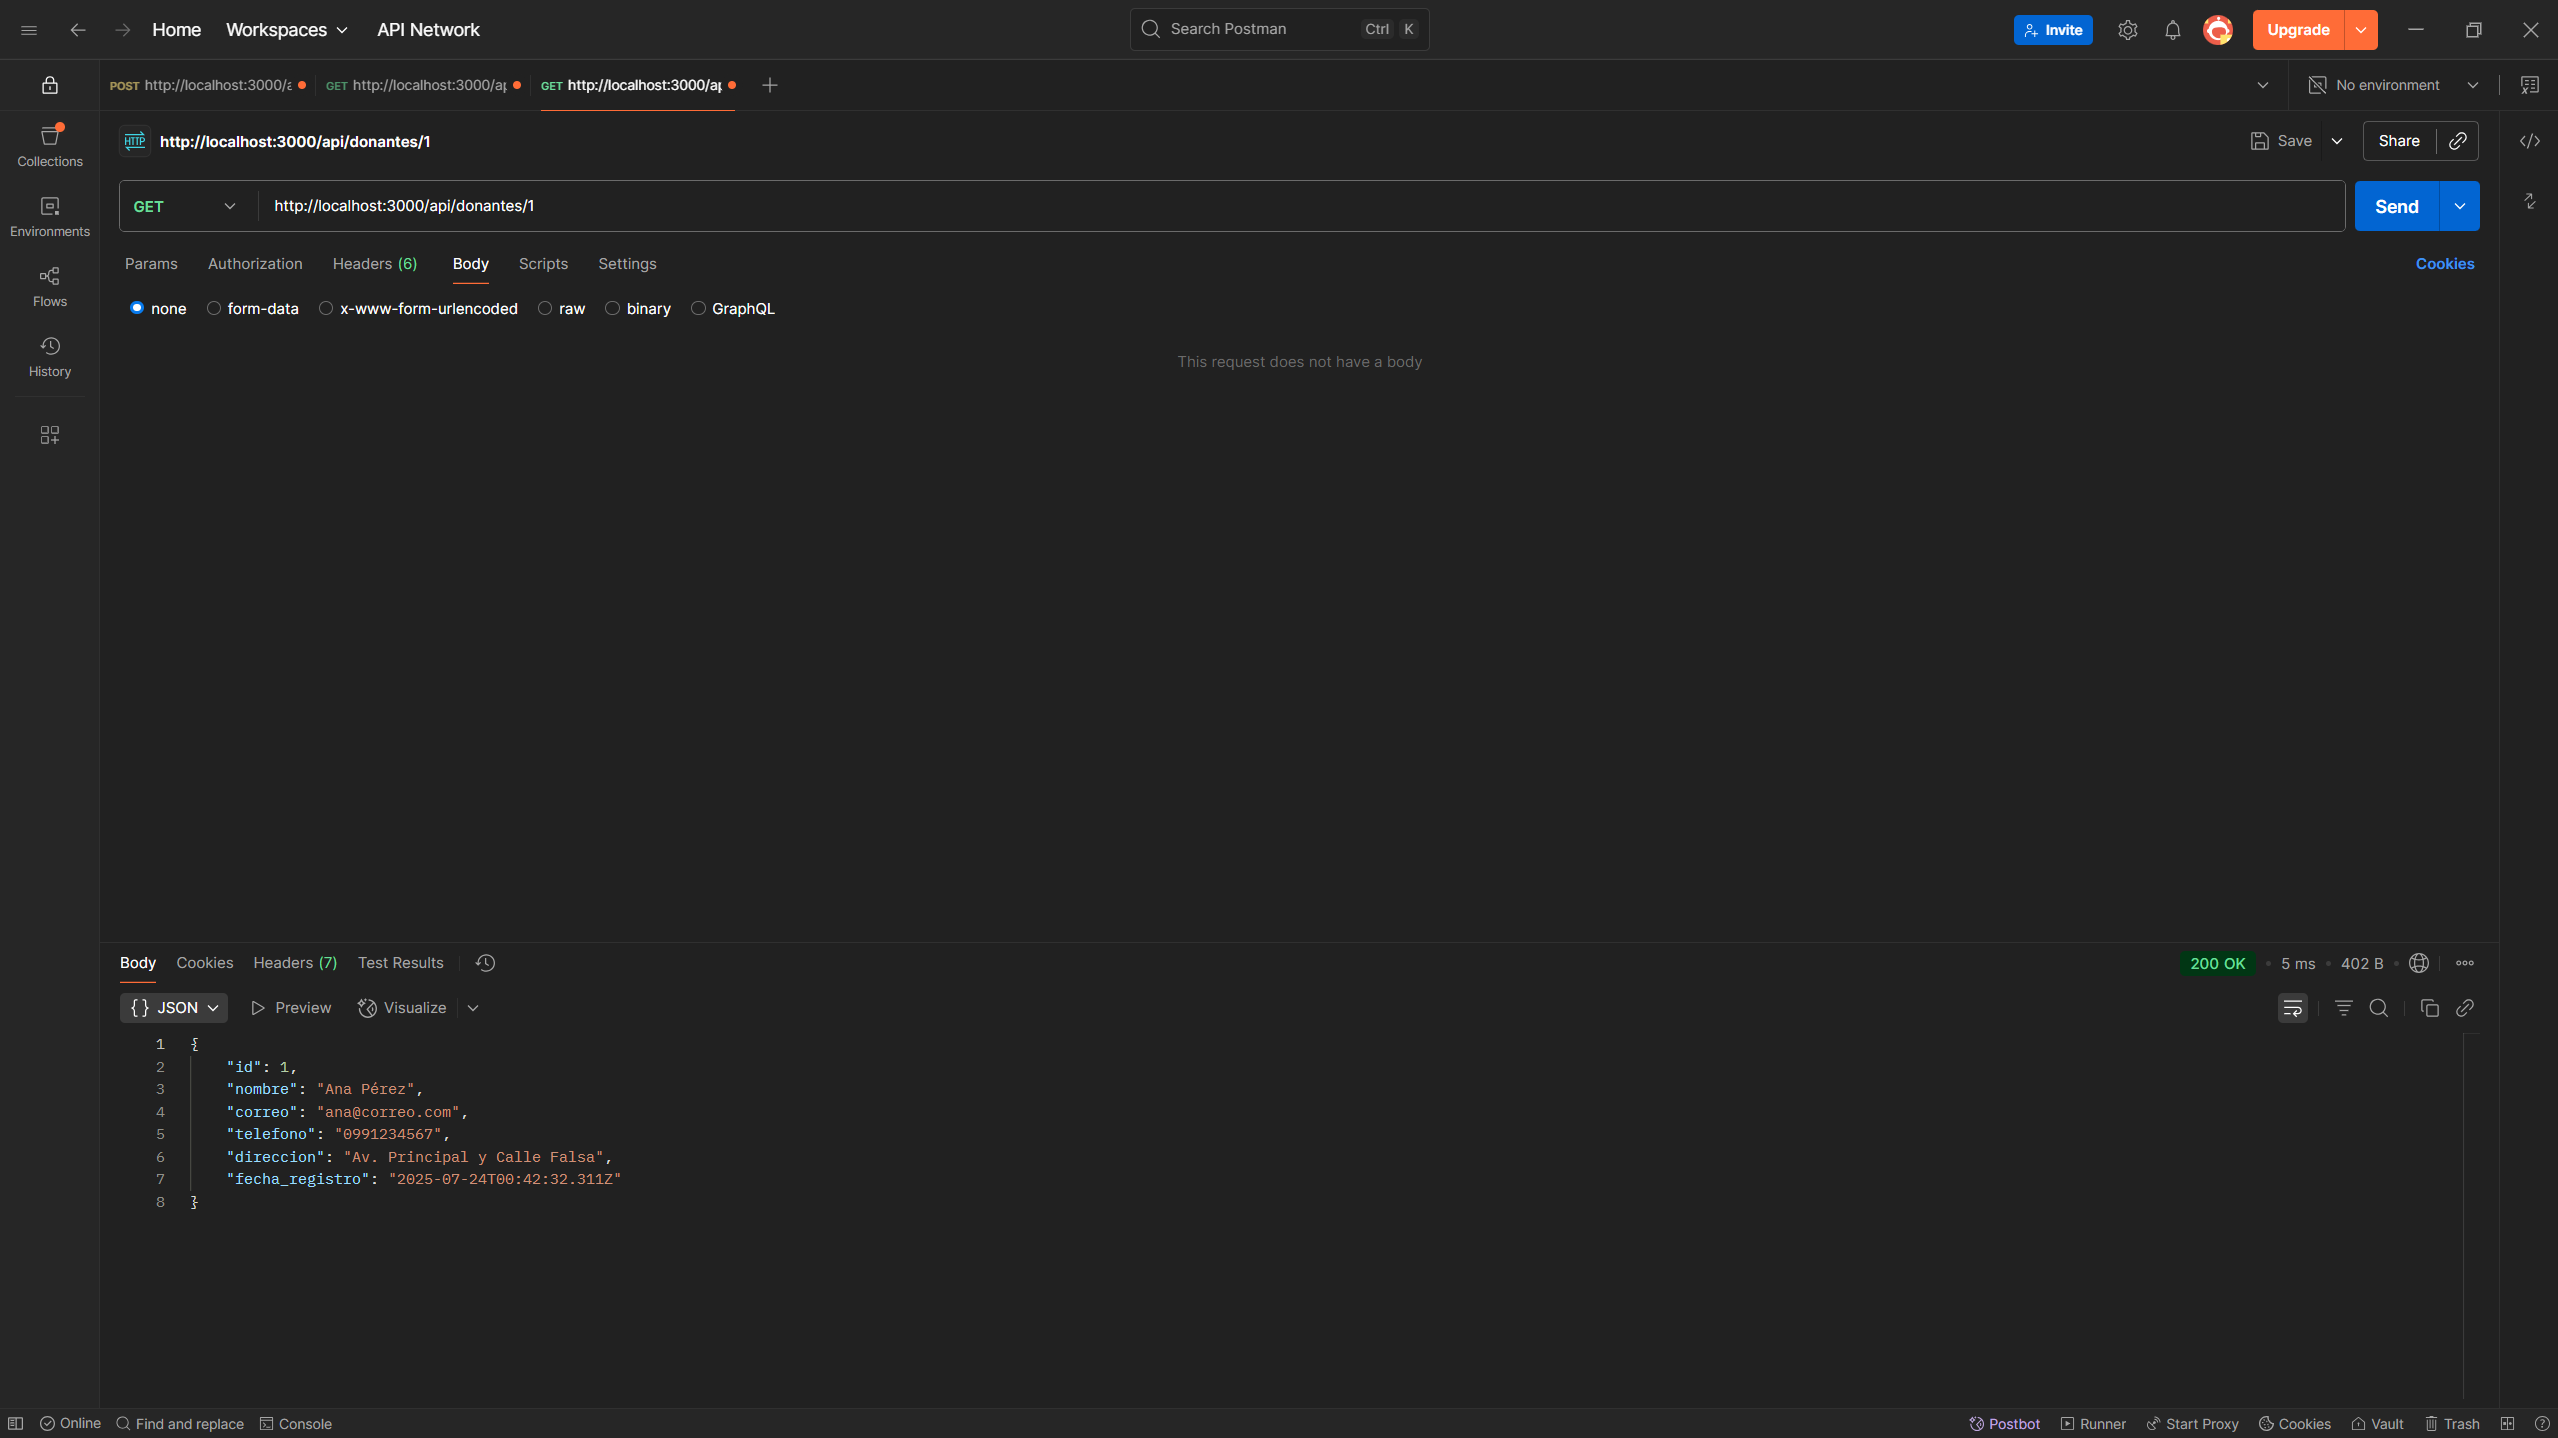 Home Workspaces API Network Search Postman Ctrl K Invite Upgrade
POST http://localhost:3000/a GET http://localhost:3000/ap GET http://localhost:3000/ap No environment
Collections
Environments
Flows
History
HTTP http://localhost:3000/api/donantes/1 Save Share
GET http://localhost:3000/api/donantes/1 Send
Params Authorization Headers (6) Body Scripts Settings Cookies
none form-data x-www-form-urlencoded raw binary GraphQL
This request does not have a body
Body Cookies Headers (7) Test Results 200 OK • 5 ms • 402 B •
{ } JSON Preview Visualize
1 {
2 "id": 1,
3 "nombre": "Ana Pérez",
4 "correo": "ana@correo.com",
5 "telefono": "0991234567",
6 "direccion": "Av. Principal y Calle Falsa",
7 "fecha_registro": "2025-07-24T00:42:32.311Z"
8 }
Online Find and replace Console Postbot Runner Start Proxy Cookies Vault Trash